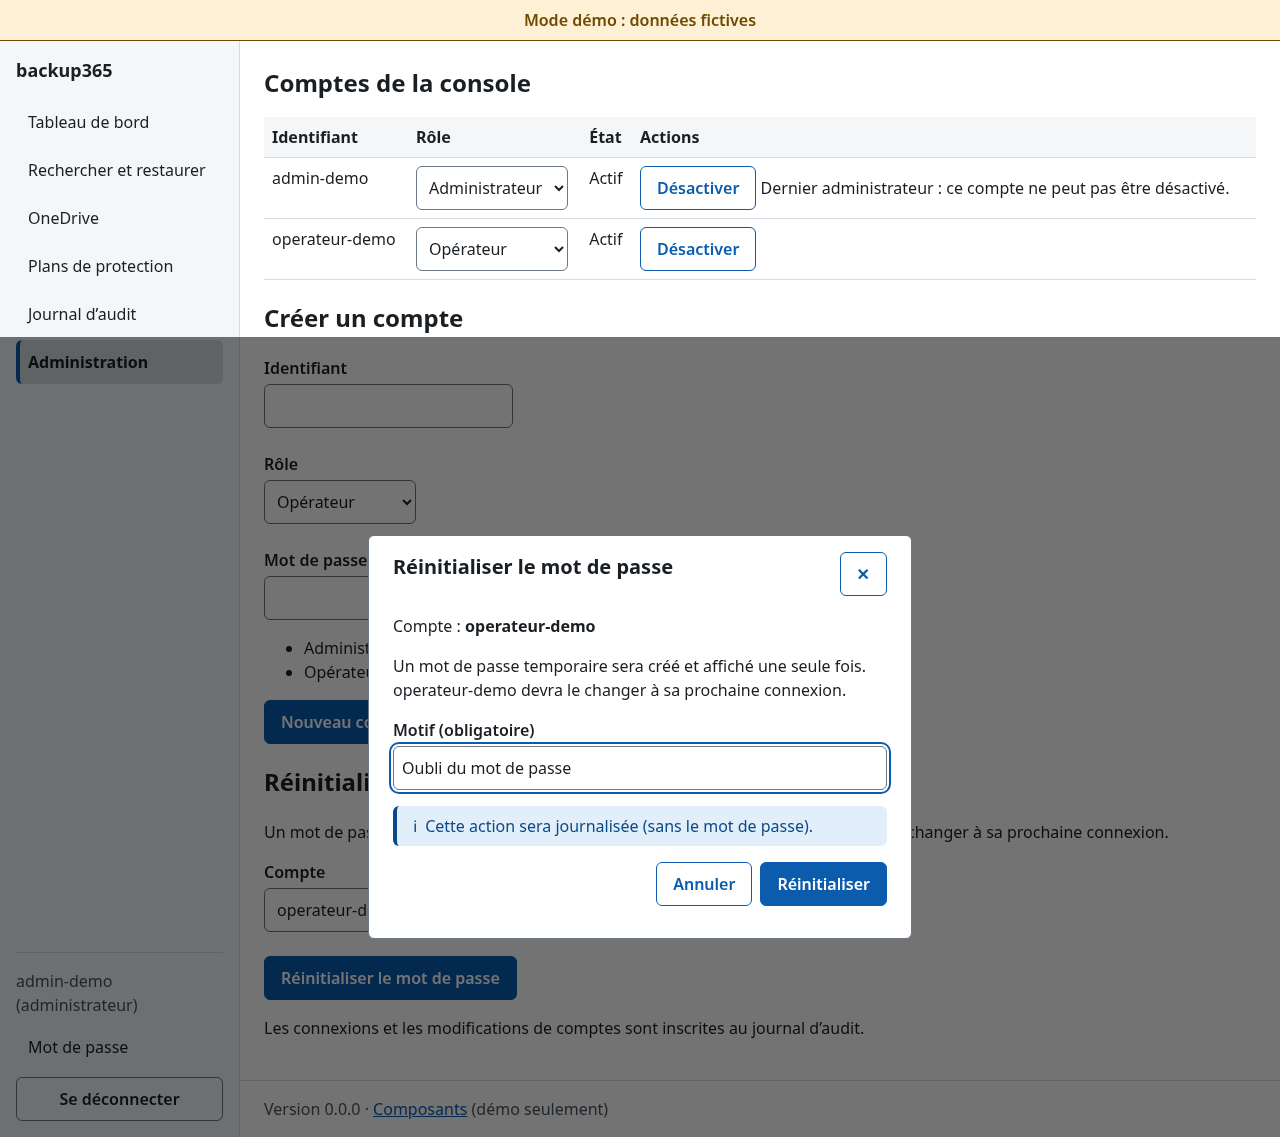 Mode démo : données fictives
backup365
Tableau de bord
Rechercher et restaurer
OneDrive
Plans de protection
Journal d’audit
Administration
admin-demo
(administrateur)
Mot de passe
Se déconnecter
Comptes de la console
Identifiant Rôle État Actions
admin-demo Administrateur Actif Désactiver Dernier administrateur : ce compte ne peut pas être désactivé.
operateur-demo Opérateur Actif Désactiver
Créer un compte
Identifiant
Rôle
Opérateur
Mot de passe
Nouveau
Un mot de changer à sa prochaine connexion.
Compte
Réinitialiser le mot de passe
Les connexions et les modifications de comptes sont inscrites au journal d’audit.
Version 0.0.0 · Composants (démo seulement)
Réinitialiser le mot de passe
×
Compte : operateur-demo
Un mot de passe temporaire sera créé et affiché une seule fois.
operateur-demo devra le changer à sa prochaine connexion.
Motif (obligatoire)
Oubli du mot de passe
i Cette action sera journalisée (sans le mot de passe).
Annuler Réinitialiser